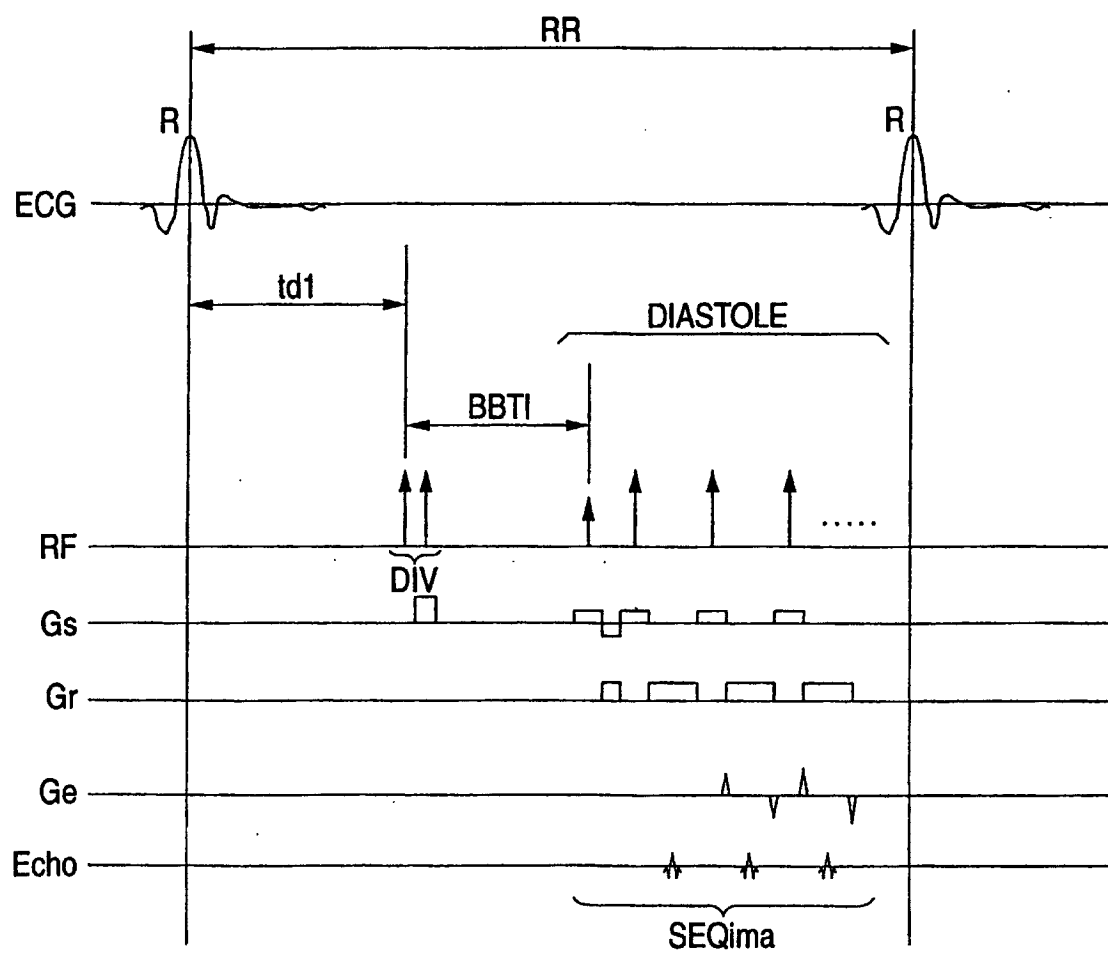 RR
R
R
ECG
td1
DIASTOLE
BBTI
RF
.....
DIV
Gs
Gr
Ge
Echo
SEQima